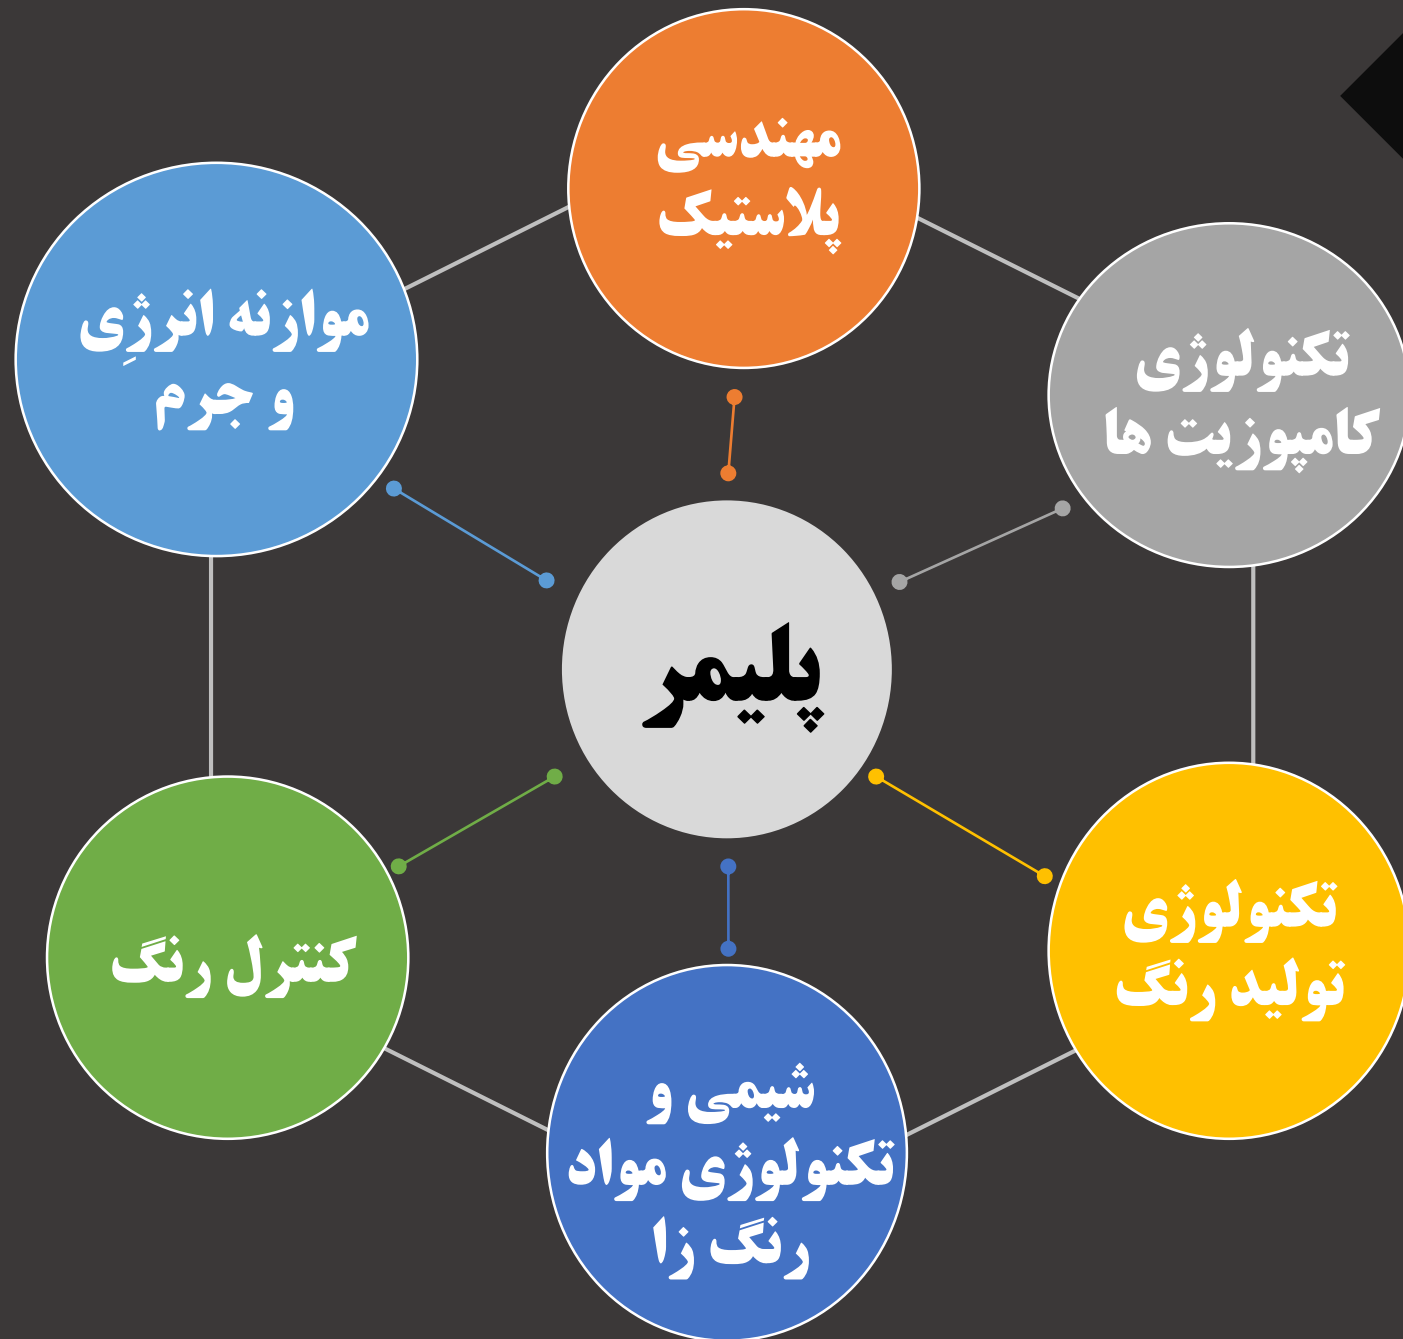 مهندسی
پلاستیک
موازنه انرژِی
و جرم
تکنولوژی
کامپوزیت ها
پلیمر
کنترل رنگ
تکنولوژی
تولید رنگ
شیمی و
تکنولوژی مواد
رنگ زا